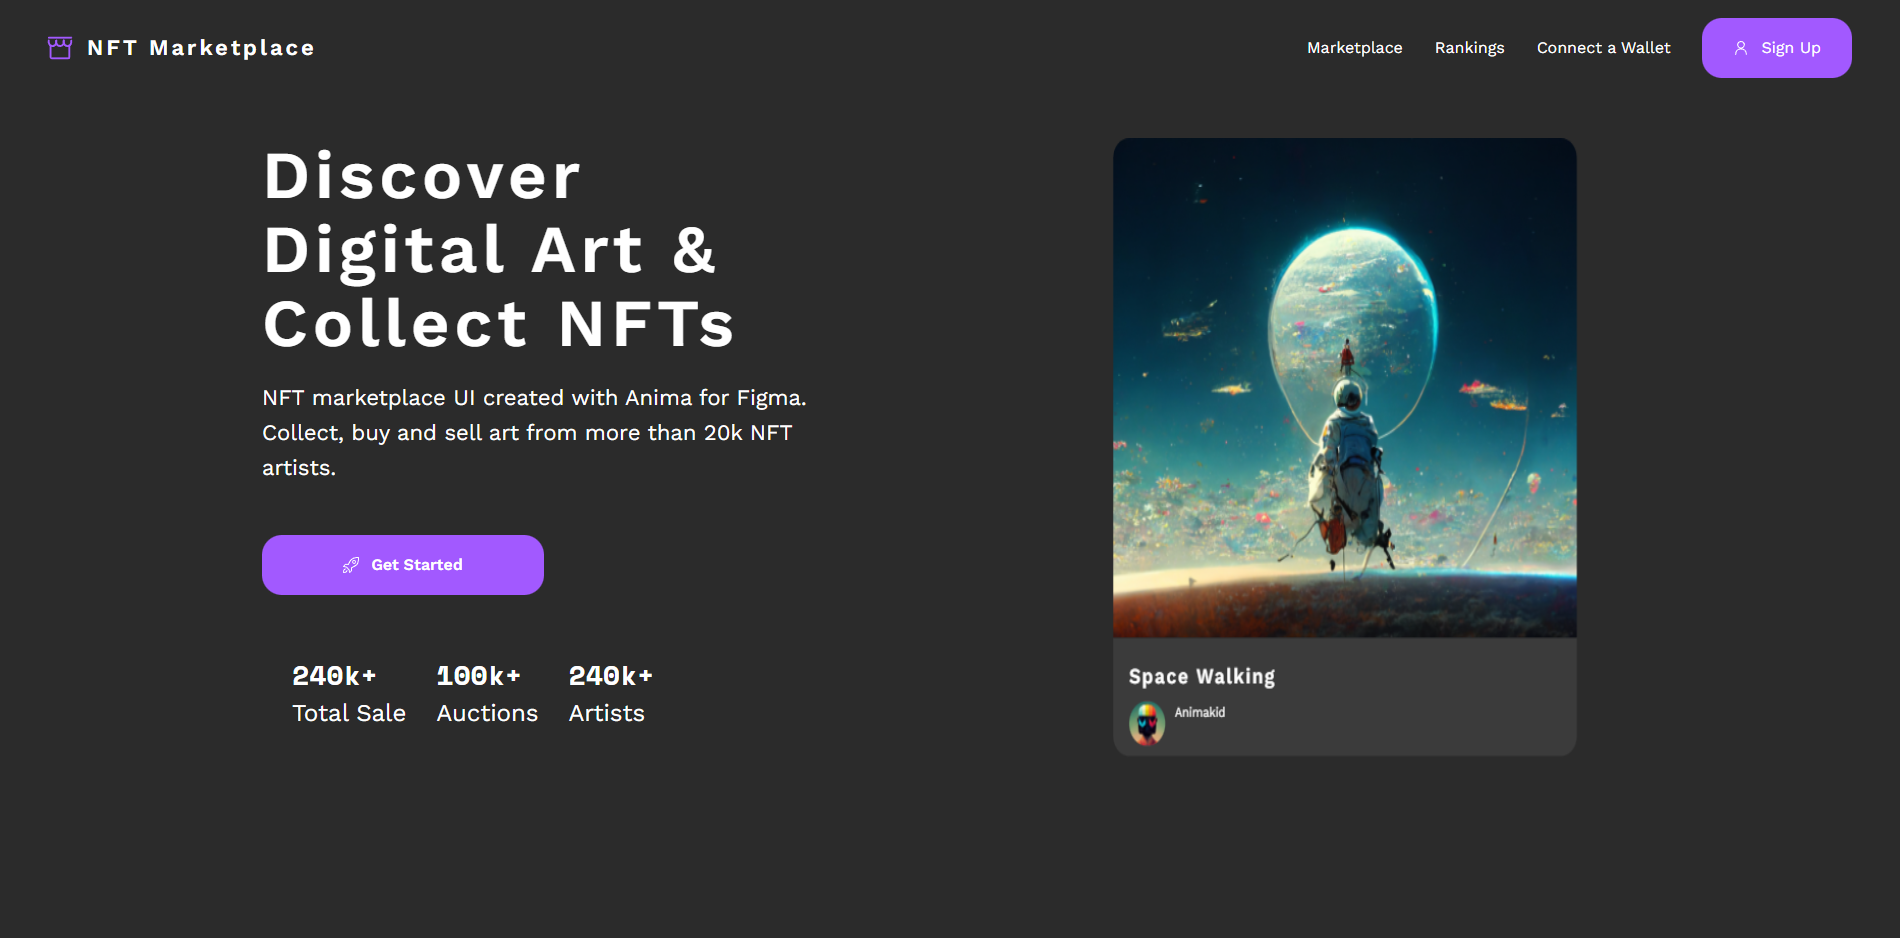 NFT Marketplace
Marketplace
Rankings
Connect a Wallet
Sign Up
Discover
Digital Art &
Collect NFTs
NFT marketplace UI created with Anima for Figma.
Collect, buy and sell art from more than 20k NFT
artists.
Get Started
240k+ 100k+ 240k+
Total Sale Auctions Artists
Space Walking
Animakid